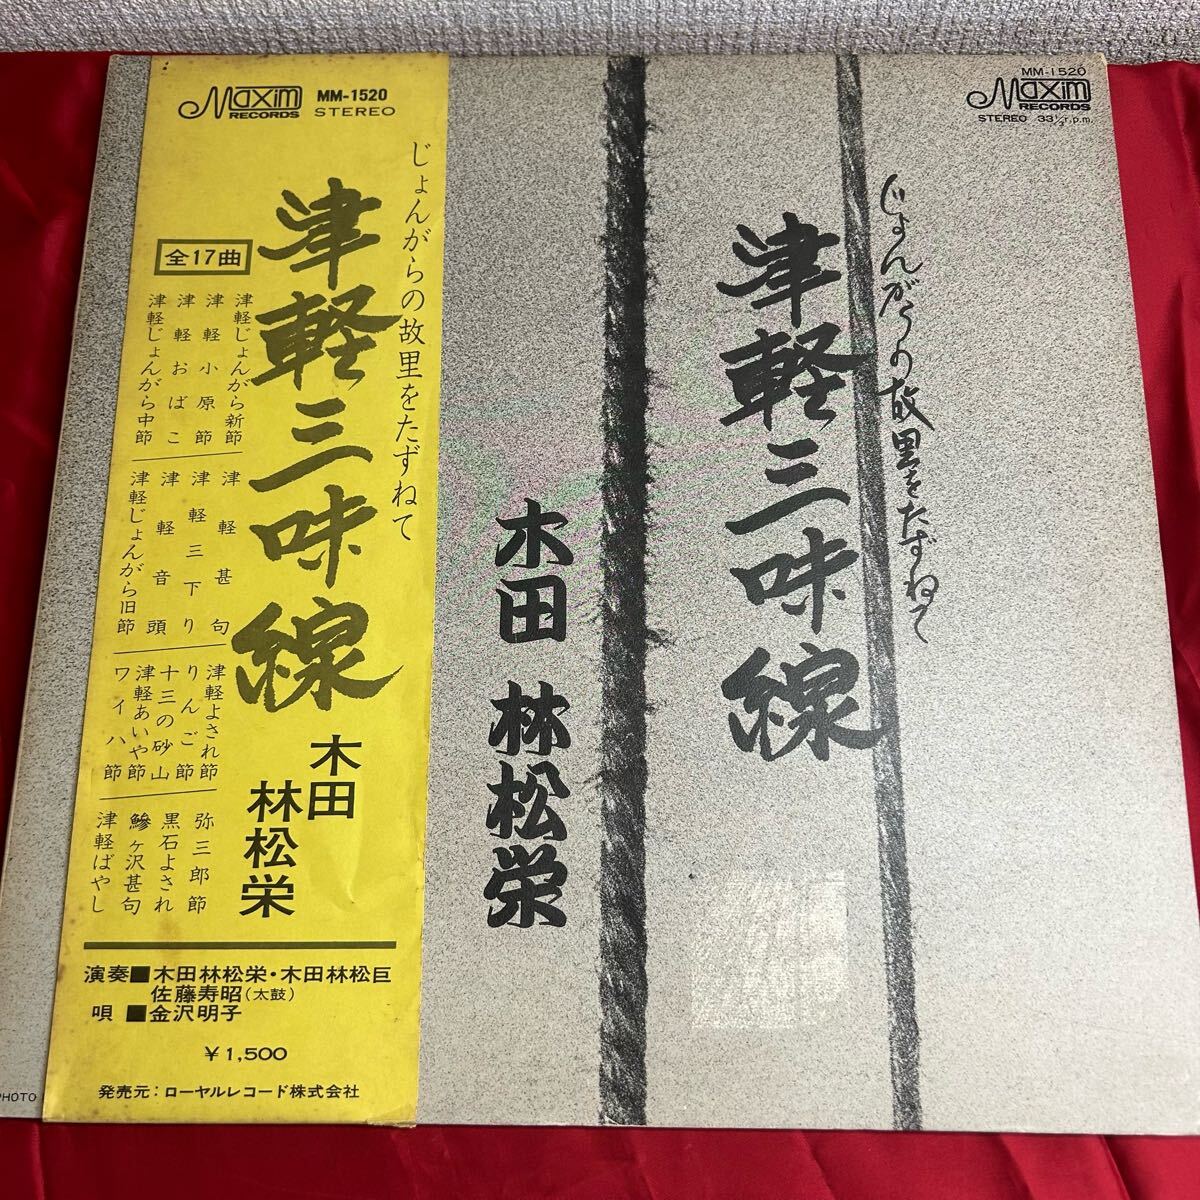 Maxim
RECORDS
MM-1520
STEREO
じょんがらの故里をたずねて
津軽三味線
木田
林松栄
全17曲
津軽じょんがら新節
津軽小原節
津軽おばこ
津軽じょんがら中節
津軽甚句
津軽三下り
津軽音頭
津軽じょんがら旧節
津軽よされ節
りんご節
十三の砂山
津軽あいや節
ワイハ節
弥三郎節
黒石よされ
鰺ヶ沢甚句
津軽ばやし
演奏■木田林松栄・木田林松巨
佐藤寿昭(太鼓)
唄■金沢明子
￥1,500
発売元：ローヤルレコード株式会社
MM-1520
Maxim
RECORDS
STEREO 33⅓r.p.m.
じょんがらの故里をたずねて
津軽三味線
木田 林松栄
PHOTO